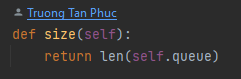 Truong Tan Phuc
def size(self):
    return len(self.queue)